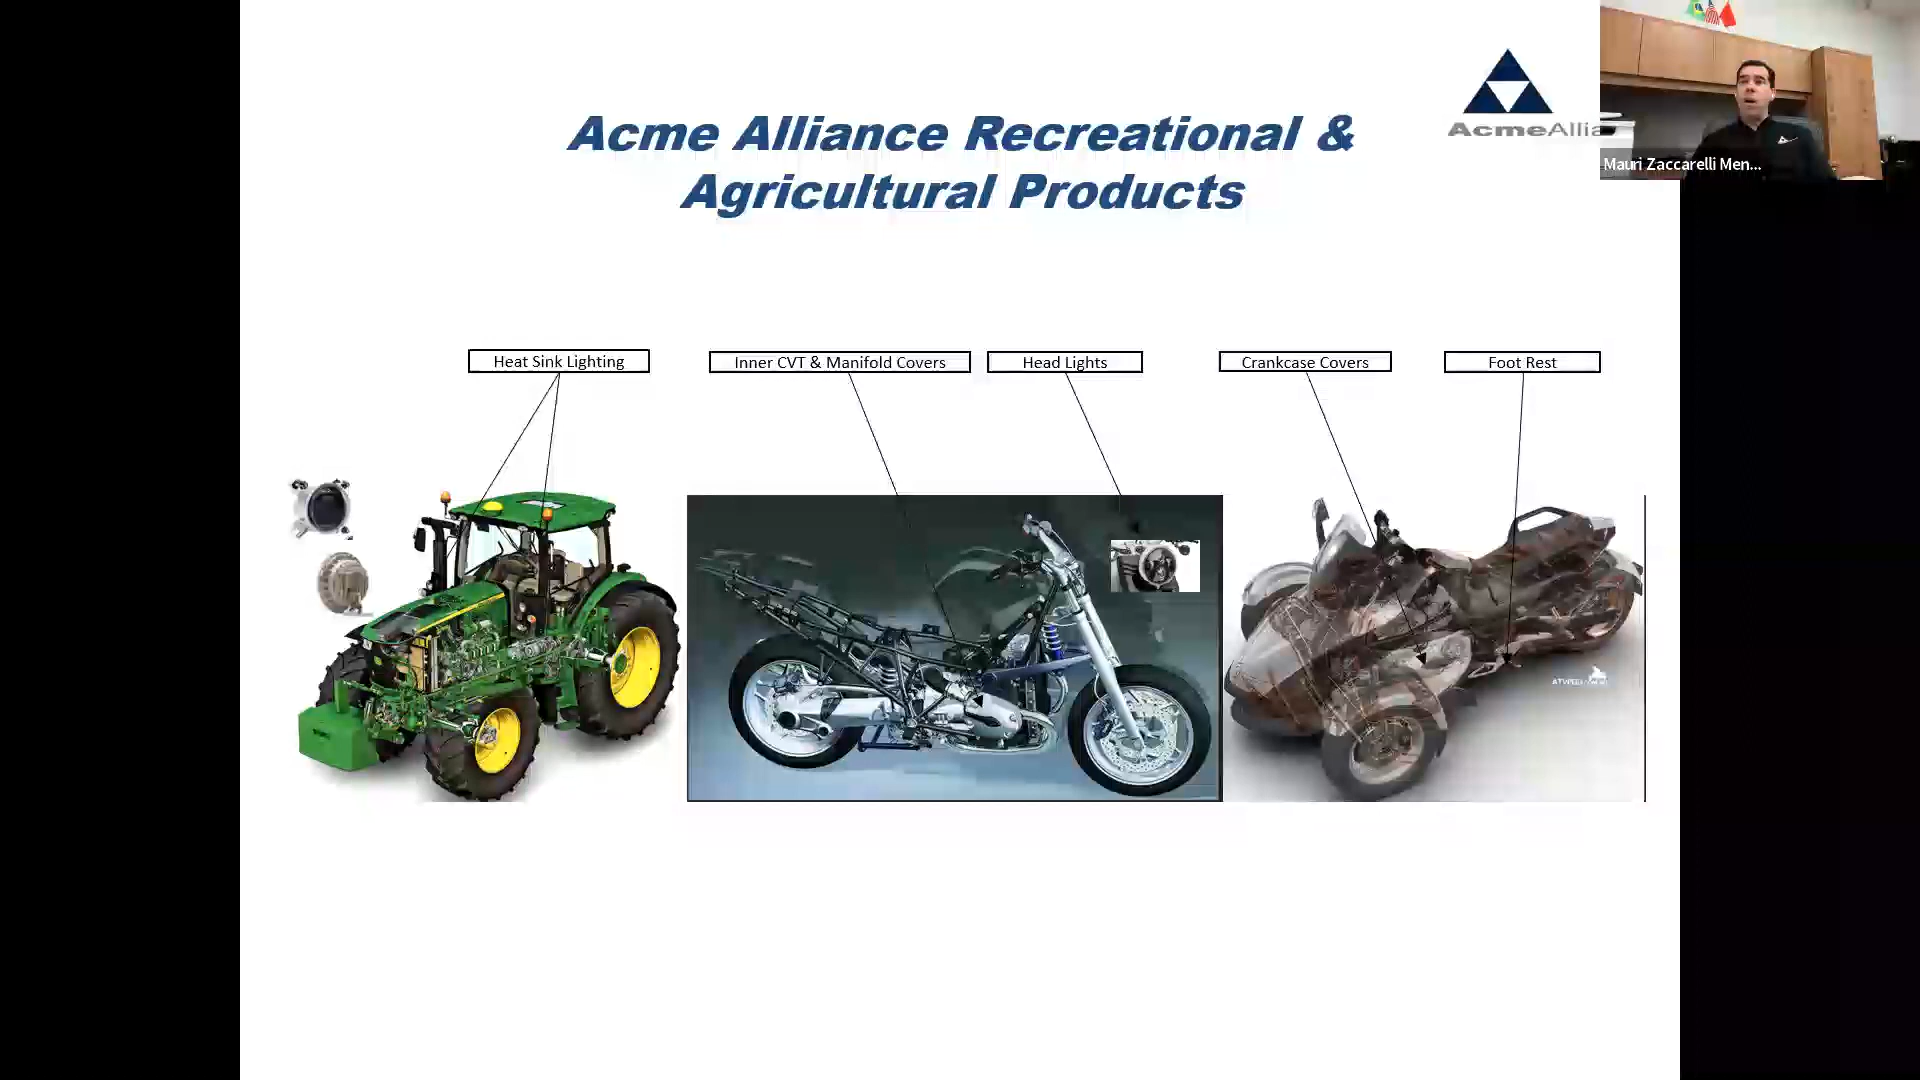 Acme Alliance Recreational &
Agricultural Products
AcmeAllia
Mauri Zaccarelli Men...
Heat Sink Lighting
Inner CVT & Manifold Covers
Head Lights
Crankcase Covers
Foot Rest